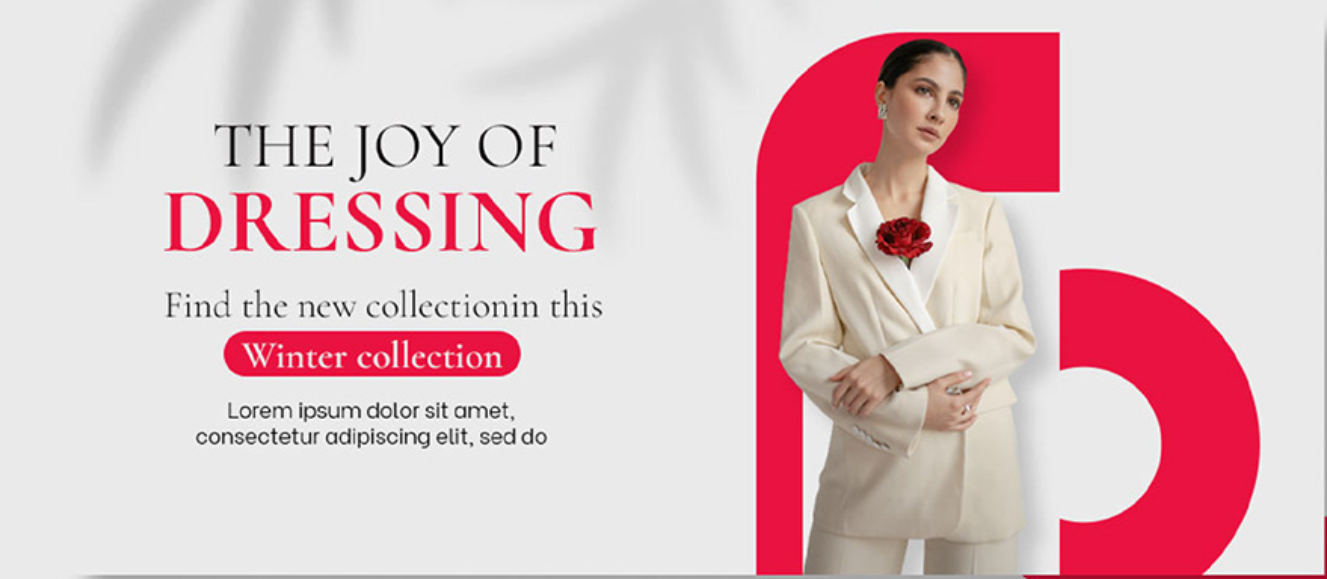 THE JOY OF
DRESSING
Find the new collectionin this
Winter collection
Lorem ipsum dolor sit amet,
consectetur adipiscing elit, sed do